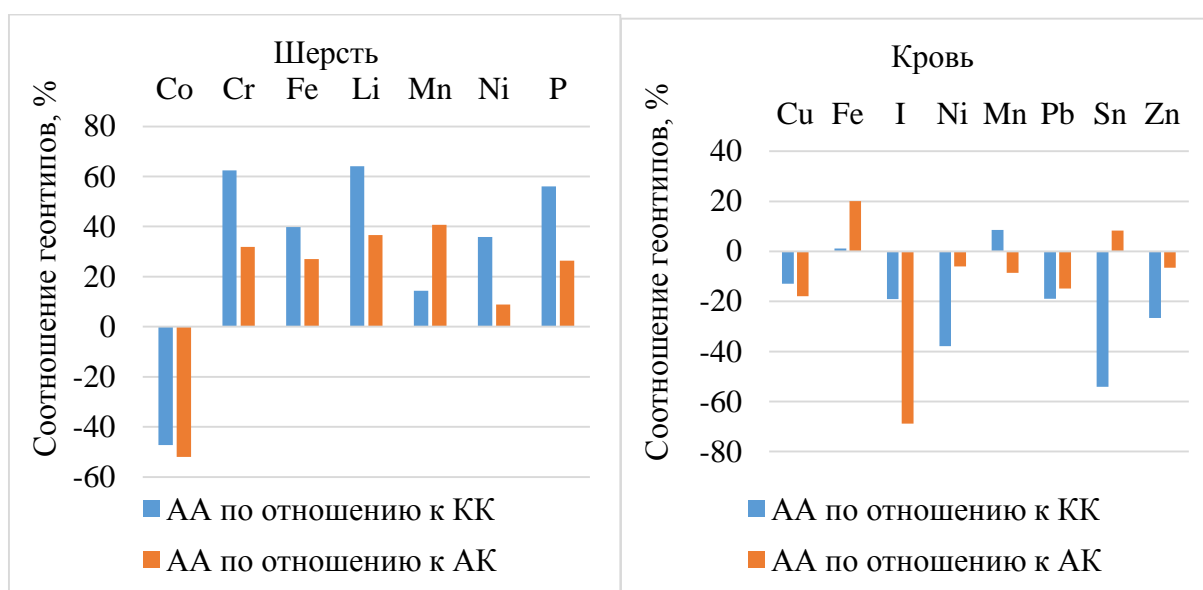 Шерсть
Co Cr Fe Li Mn Ni P
Соотношение геонтипов, %
80
60
40
20
0
-20
-40
-60
АА по отношению к КК
АА по отношению к АК
Кровь
Cu Fe I Ni Mn Pb Sn Zn
Соотношение геонтипов, %
40
20
0
-20
-40
-60
-80
АА по отношению к КК
АА по отношению к АК